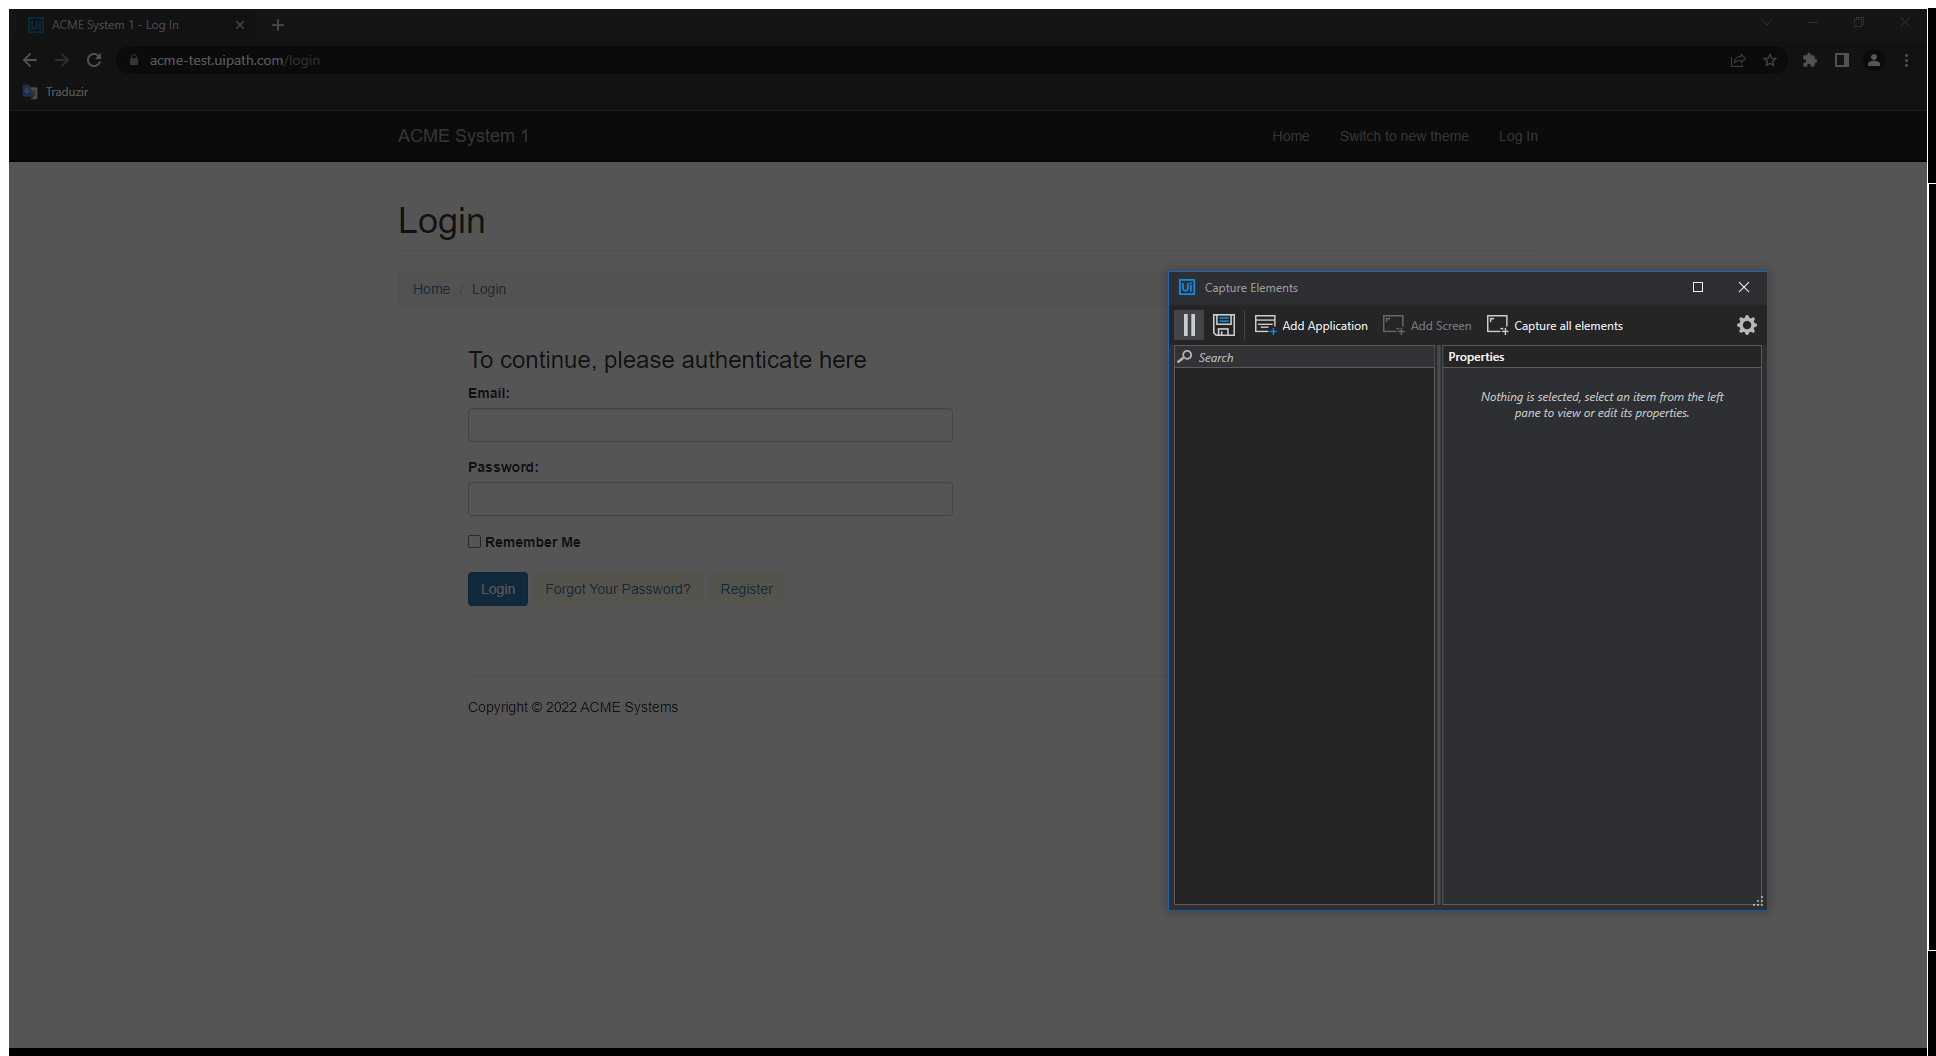 Ui ACME System 1 - Log In
acme-test.uipath.com/login
Traduzir
ACME System 1 Home Switch to new theme Log In
Login
Home / Login
To continue, please authenticate here
Email:
Password:
Remember Me
Login Forgot Your Password? Register
Copyright © 2022 ACME Systems
Ui Capture Elements
Add Application Add Screen Capture all elements
Search Properties
Nothing is selected, select an item from the left
pane to view or edit its properties.